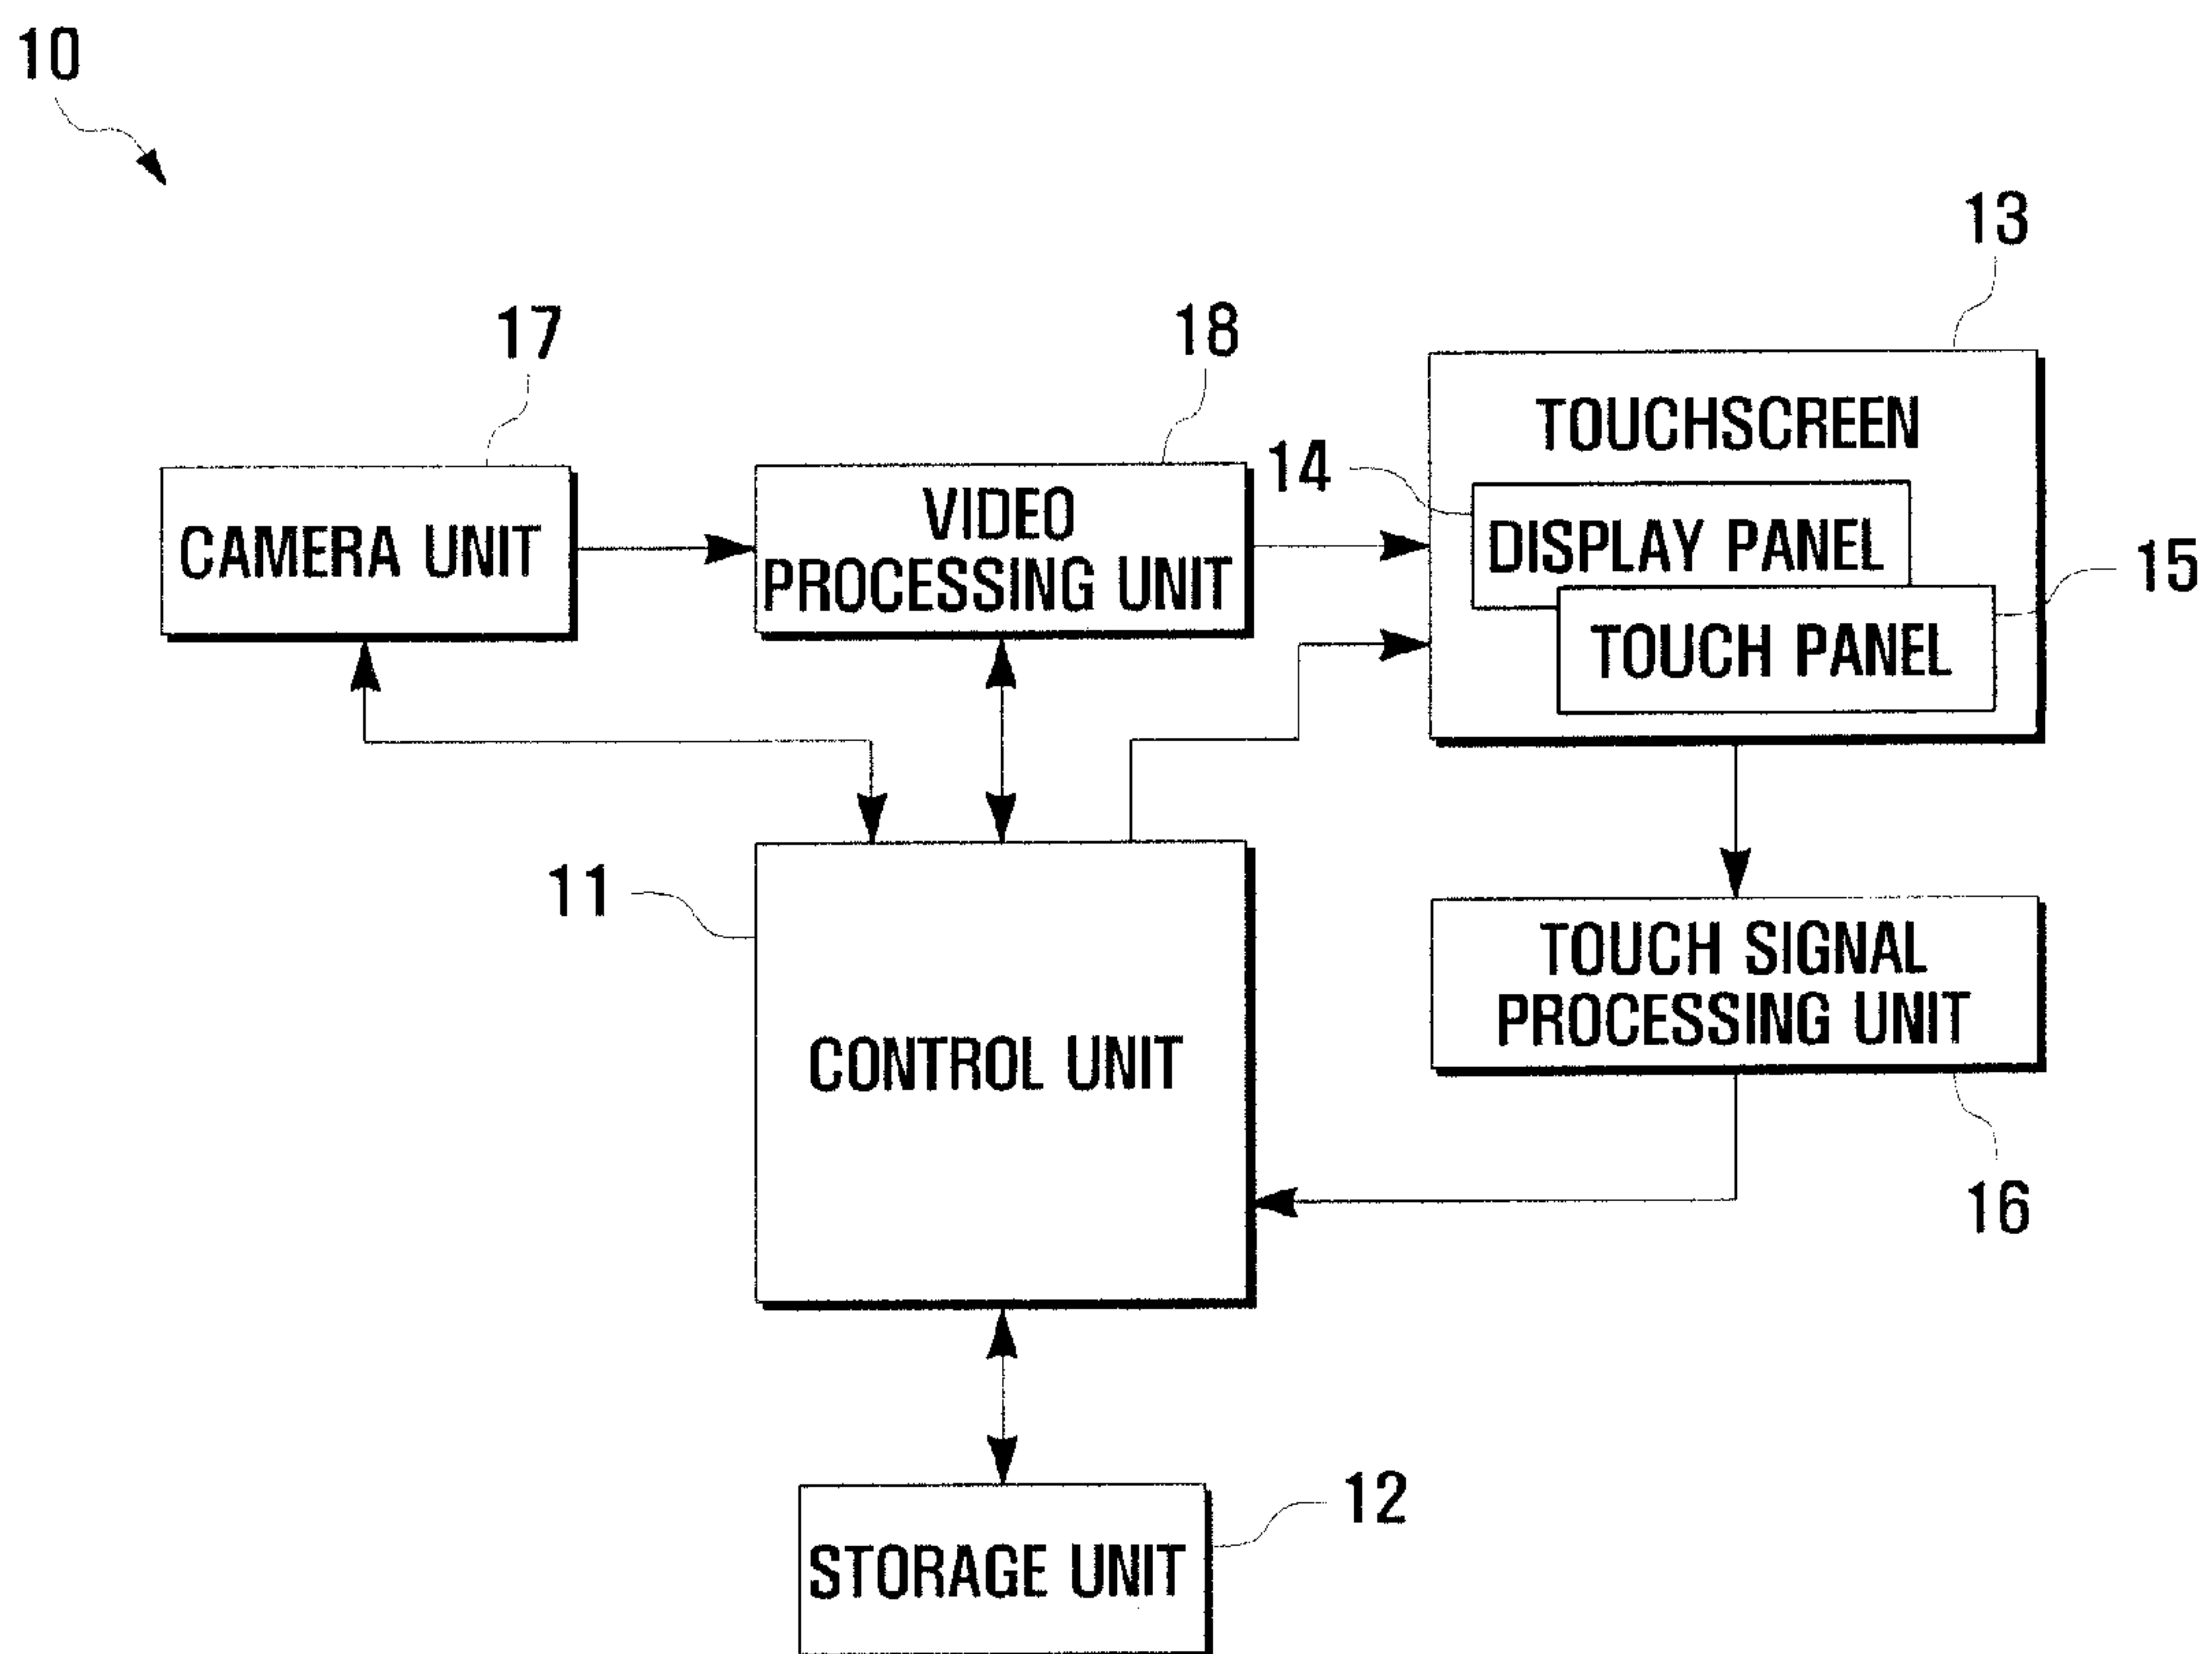 10
13
17
18
TOUCHSCREEN
14
VIDEO
PROCESSING UNIT
CAMERA UNIT
DISPLAY PANEL
15
TOUCH PANEL
11
TOUCH SIGNAL
PROCESSING UNIT
CONTROL UNIT
16
12
STORAGE UNIT